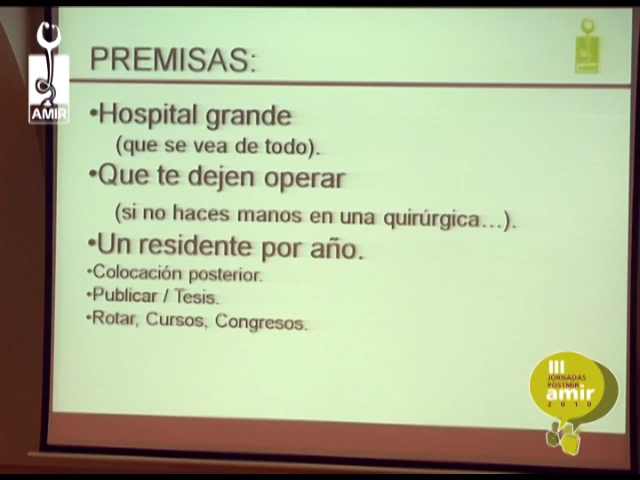 PREMISAS:
•Hospital grande
(que se vea de todo).
•Que te dejen operar
(si no haces manos en una quirúrgica...).
•Un residente por año.
•Colocación posterior.
•Publicar / Tesis.
•Rotar, Cursos, Congresos.
AMIR
III
JORNADAS
POSTMIR
amir
2010